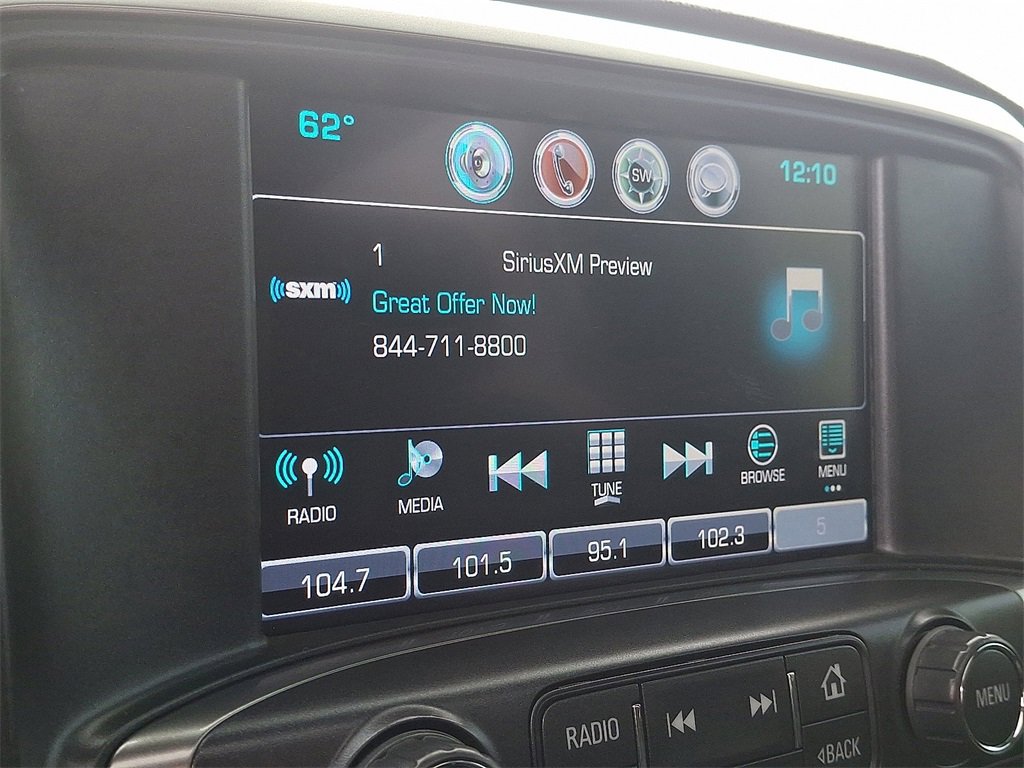 62°
SW
12:10
1
SiriusXM Preview
((sxm))
Great Offer Now!
844-711-8800
RADIO
MEDIA
TUNE
BROWSE
MENU
104.7
101.5
95.1
102.3
5
RADIO
BACK
MENU